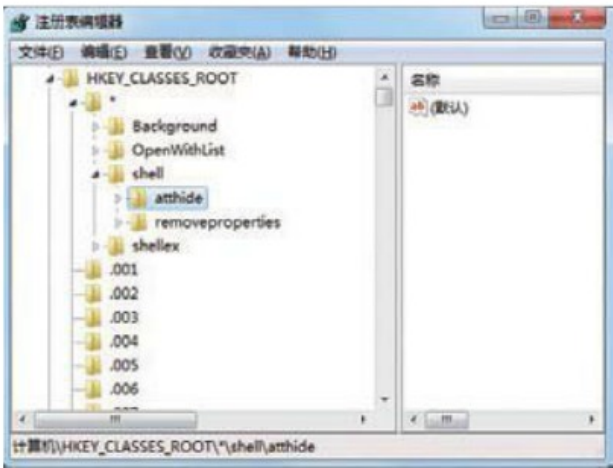 注册表编辑器
文件(F) 编辑(E) 查看(V) 收藏夹(A) 帮助(H)
HKEY_CLASSES_ROOT
*
Background
OpenWithList
shell
atthide
removeproperties
shellex
.001
.002
.003
.004
.005
.006
名称
ab (默认)
计算机\HKEY_CLASSES_ROOT\*\shell\atthide